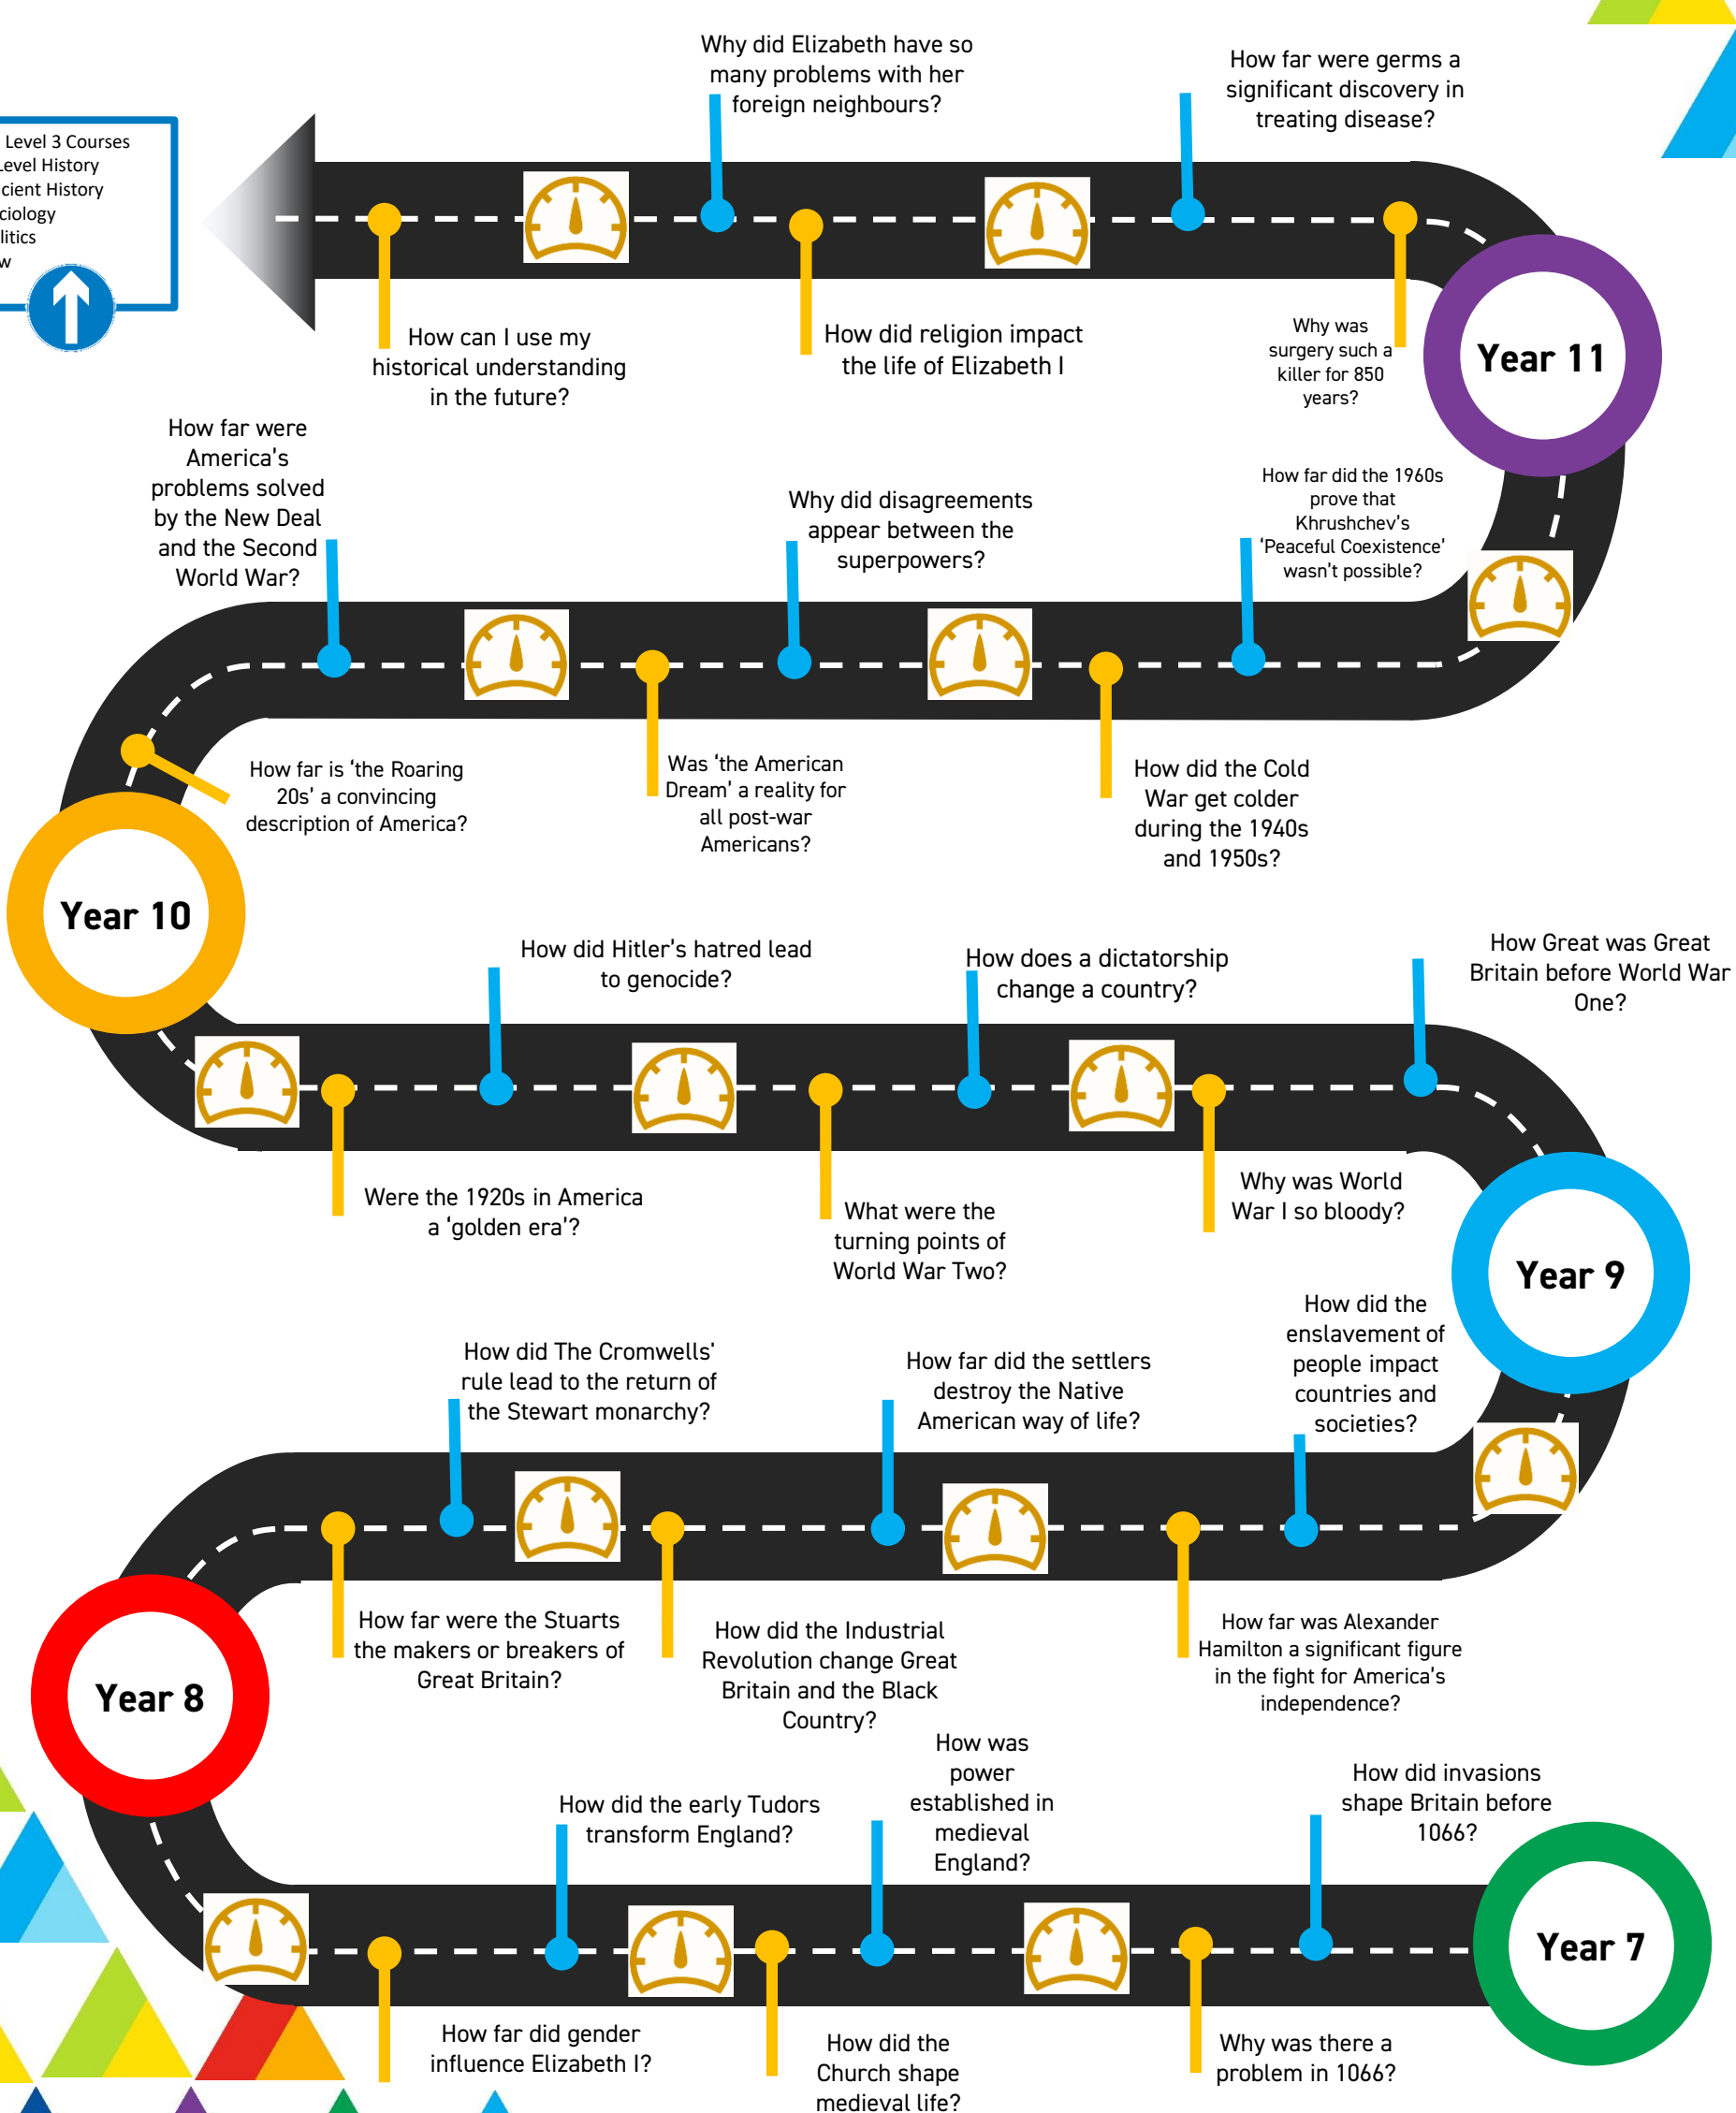 Why did Elizabeth have so
many problems with her
foreign neighbours?
How far were germs a
significant discovery in
treating disease?
Level 3 Courses
Level History
cient History
ciology
litics
w
How can I use my
historical understanding
in the future?
How did religion impact
the life of Elizabeth I
Why was
surgery such a
killer for 850
years?
Year 11
How far were
America's
problems solved
by the New Deal
and the Second
World War?
Why did disagreements
appear between the
superpowers?
How far did the 1960s
prove that
Khrushchev's
'Peaceful Coexistence'
wasn't possible?
How far is 'the Roaring
20s' a convincing
description of America?
Was 'the American
Dream' a reality for
all post-war
Americans?
How did the Cold
War get colder
during the 1940s
and 1950s?
Year 10
How did Hitler's hatred lead
to genocide?
How does a dictatorship
change a country?
How Great was Great
Britain before World War
One?
Were the 1920s in America
a 'golden era'?
What were the
turning points of
World War Two?
Why was World
War I so bloody?
Year 9
How did The Cromwells'
rule lead to the return of
the Stewart monarchy?
How far did the settlers
destroy the Native
American way of life?
How did the
enslavement of
people impact
countries and
societies?
How far were the Stuarts
the makers or breakers of
Great Britain?
How did the Industrial
Revolution change Great
Britain and the Black
Country?
How far was Alexander
Hamilton a significant figure
in the fight for America's
independence?
Year 8
How did the early Tudors
transform England?
How was
power
established in
medieval
England?
How did invasions
shape Britain before
1066?
Year 7
How far did gender
influence Elizabeth I?
How did the
Church shape
medieval life?
Why was there a
problem in 1066?